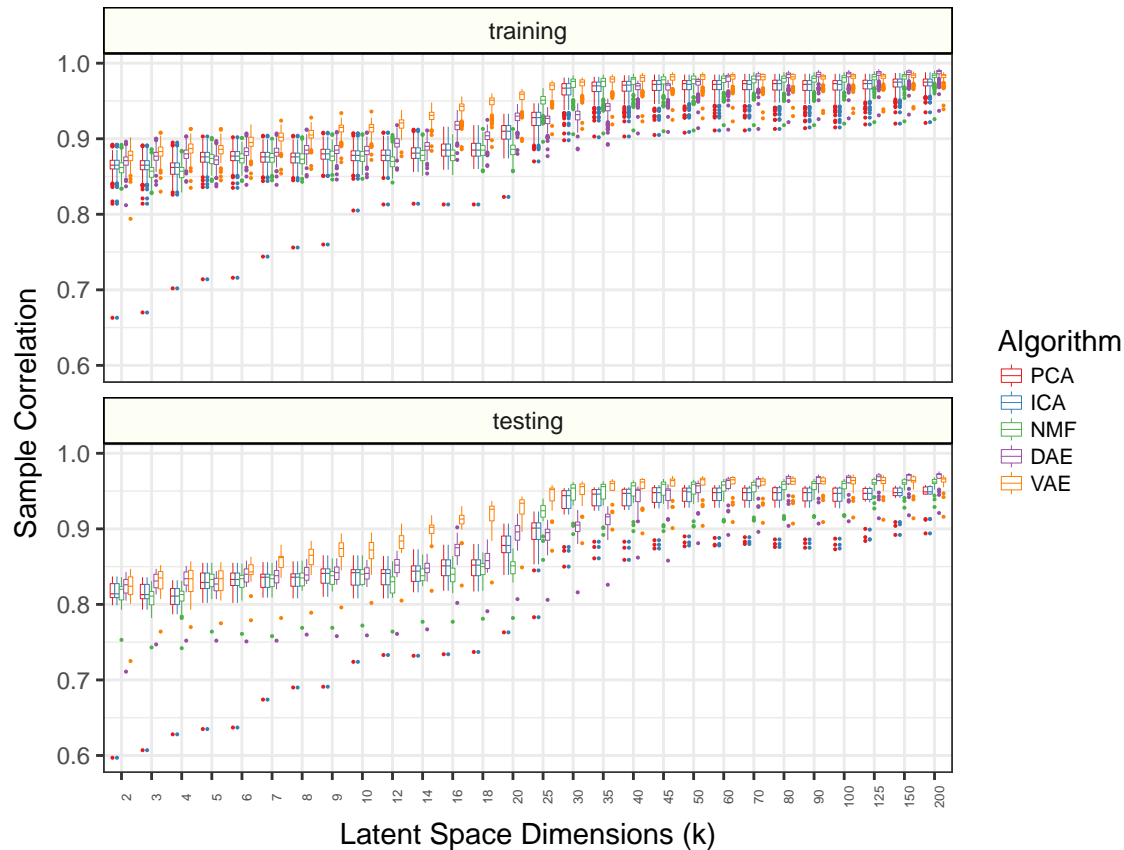 training
1.0
0.9
0.8
0.7
0.6
testing
1.0
0.9
0.8
0.7
0.6
Sample Correlation
2 3 4 5 6 7 8 9 10 12 14 16 18 20 25 30 35 40 45 50 60 70 80 90 100 125 150 200
Latent Space Dimensions (k)
Algorithm
PCA
ICA
NMF
DAE
VAE